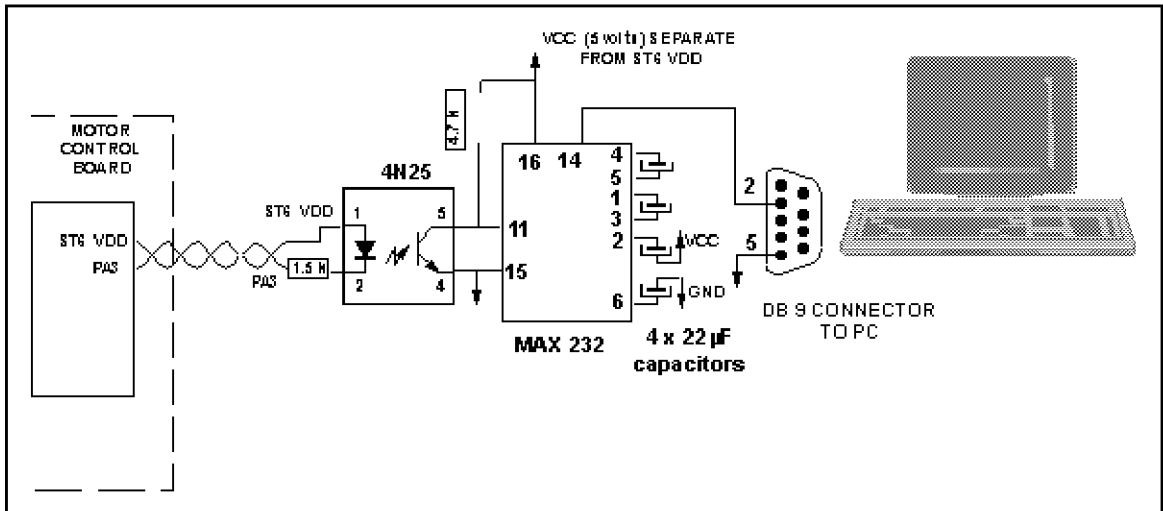 VCC (5 volts) SEPARATE
FROM ST6 VDD
MOTOR
CONTROL
BOARD
4.7 K
4N25
16
14
4
5
1
3
2
6
VCC
GND
11
15
ST6 VDD
PA3
ST6 VDD
PA3
1.5 K
1
2
5
4
MAX 232
4 x 22 µF
capacitors
2
5
DB 9 CONNECTOR
TO PC